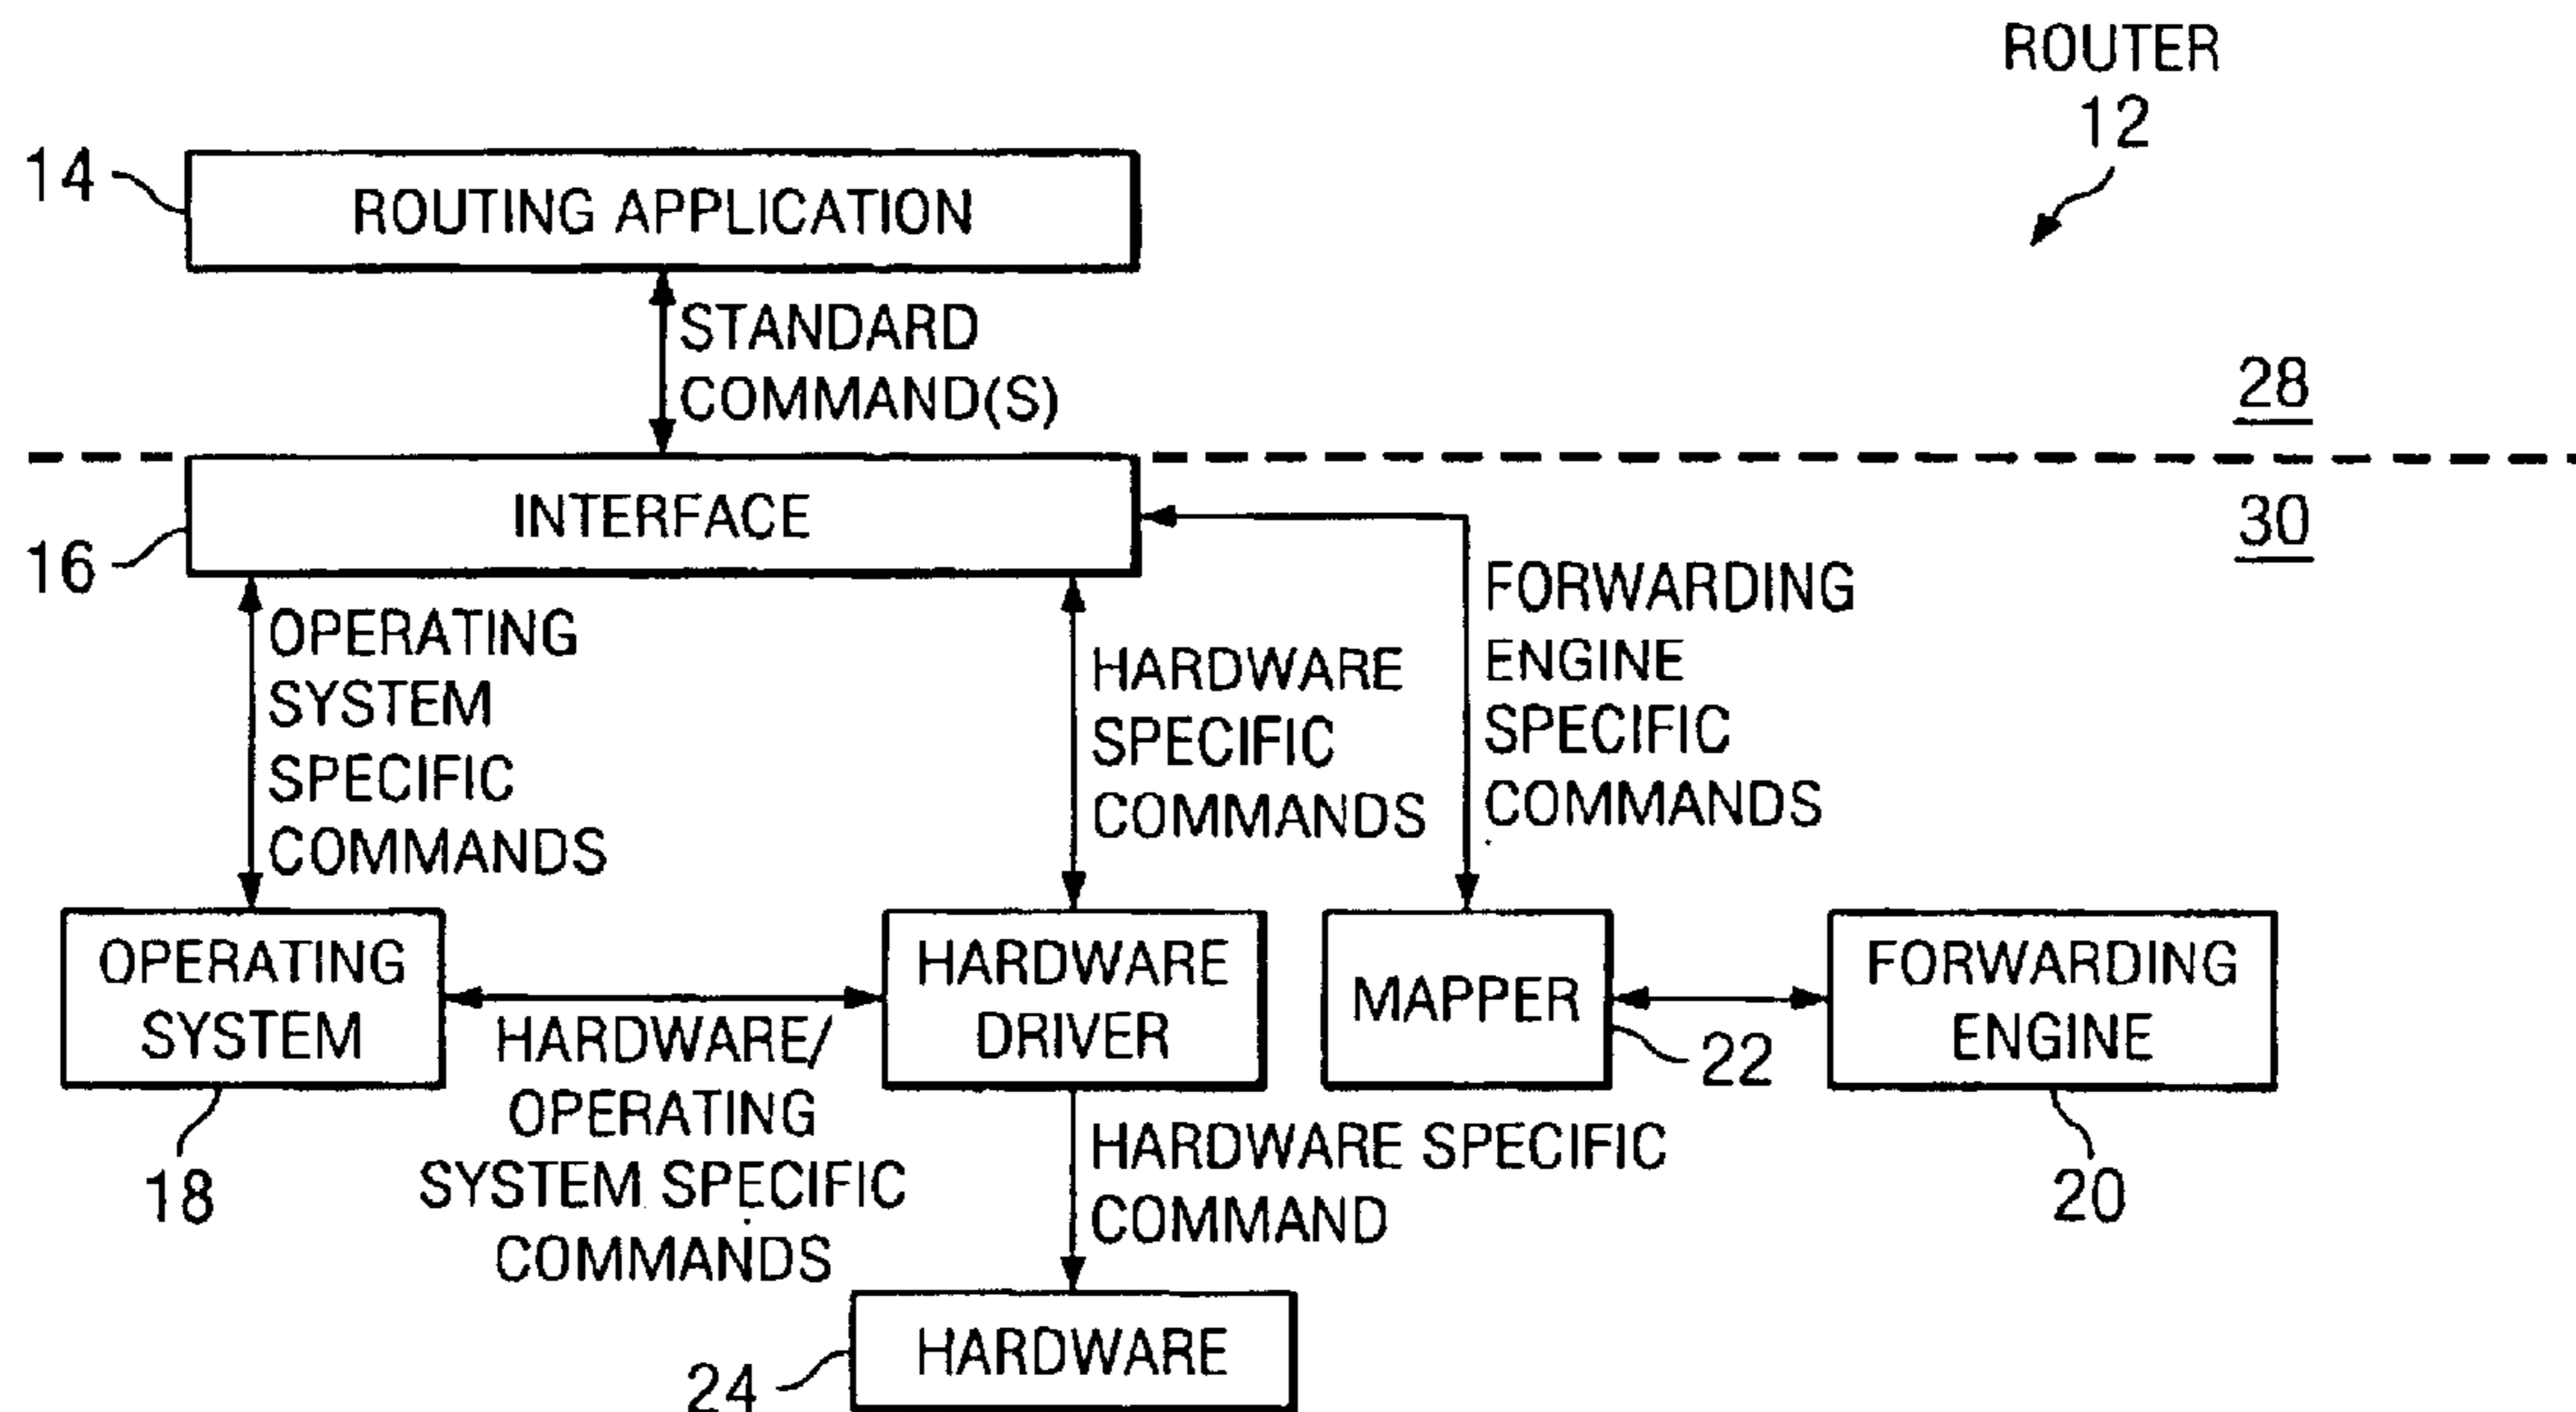 ROUTER
12
14
ROUTING APPLICATION
STANDARD
COMMAND(S)
28
INTERFACE
30
16
OPERATING
SYSTEM
SPECIFIC
COMMANDS
HARDWARE
SPECIFIC
COMMANDS
FORWARDING
ENGINE
SPECIFIC
COMMANDS
OPERATING
SYSTEM
18
HARDWARE/
OPERATING
SYSTEM SPECIFIC
COMMANDS
HARDWARE
DRIVER
MAPPER
22
FORWARDING
ENGINE
20
HARDWARE SPECIFIC
COMMAND
24
HARDWARE